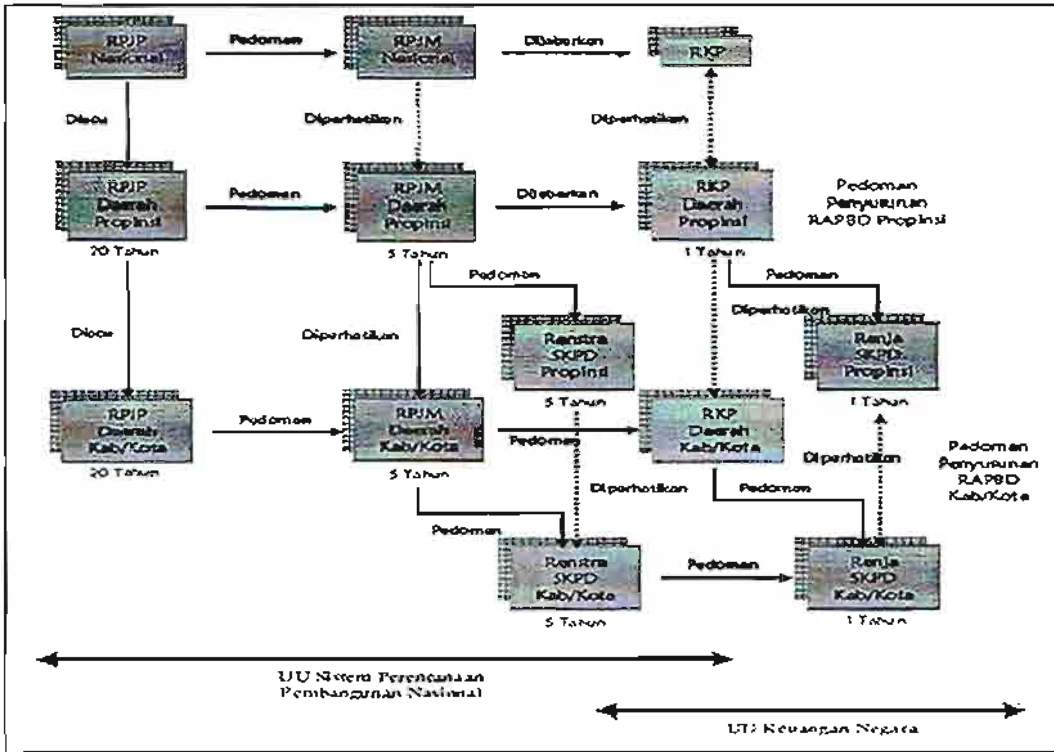 RPJP
Nasional
Pedoman
RPJM
Nasional
Dijabarkan
RKP
Diacu
Diperhatikan
Diperhatikan
RPJP
Daerah
Propinsi
20 Tahun
Pedoman
RPJM
Daerah
Propinsi
5 Tahun
Dijabarkan
RKP
Daerah
Propinsi
1 Tahun
Pedoman
Penyusunan
RAPBD Propinsi
Pedoman
Pedoman
Diacu
Diperhatikan
Diperhatikan
Renstra
SKPD
Propinsi
5 Tahun
Renja
SKPD
Propinsi
1 Tahun
RPJP
Daerah
Kab/Kota
20 Tahun
Pedoman
RPJM
Daerah
Kab/Kota
5 Tahun
Pedoman
RKP
Daerah
Kab/Kota
Diperhatikan
Pedoman
Penyusunan
RAPBD
Kab/Kota
Diperhatikan
Pedoman
Pedoman
Renstra
SKPD
Kab/Kota
5 Tahun
Pedoman
Renja
SKPD
Kab/Kota
1 Tahun
UU Sistem Perencanaan
Pembangunan Nasional
UU Keuangan Negara